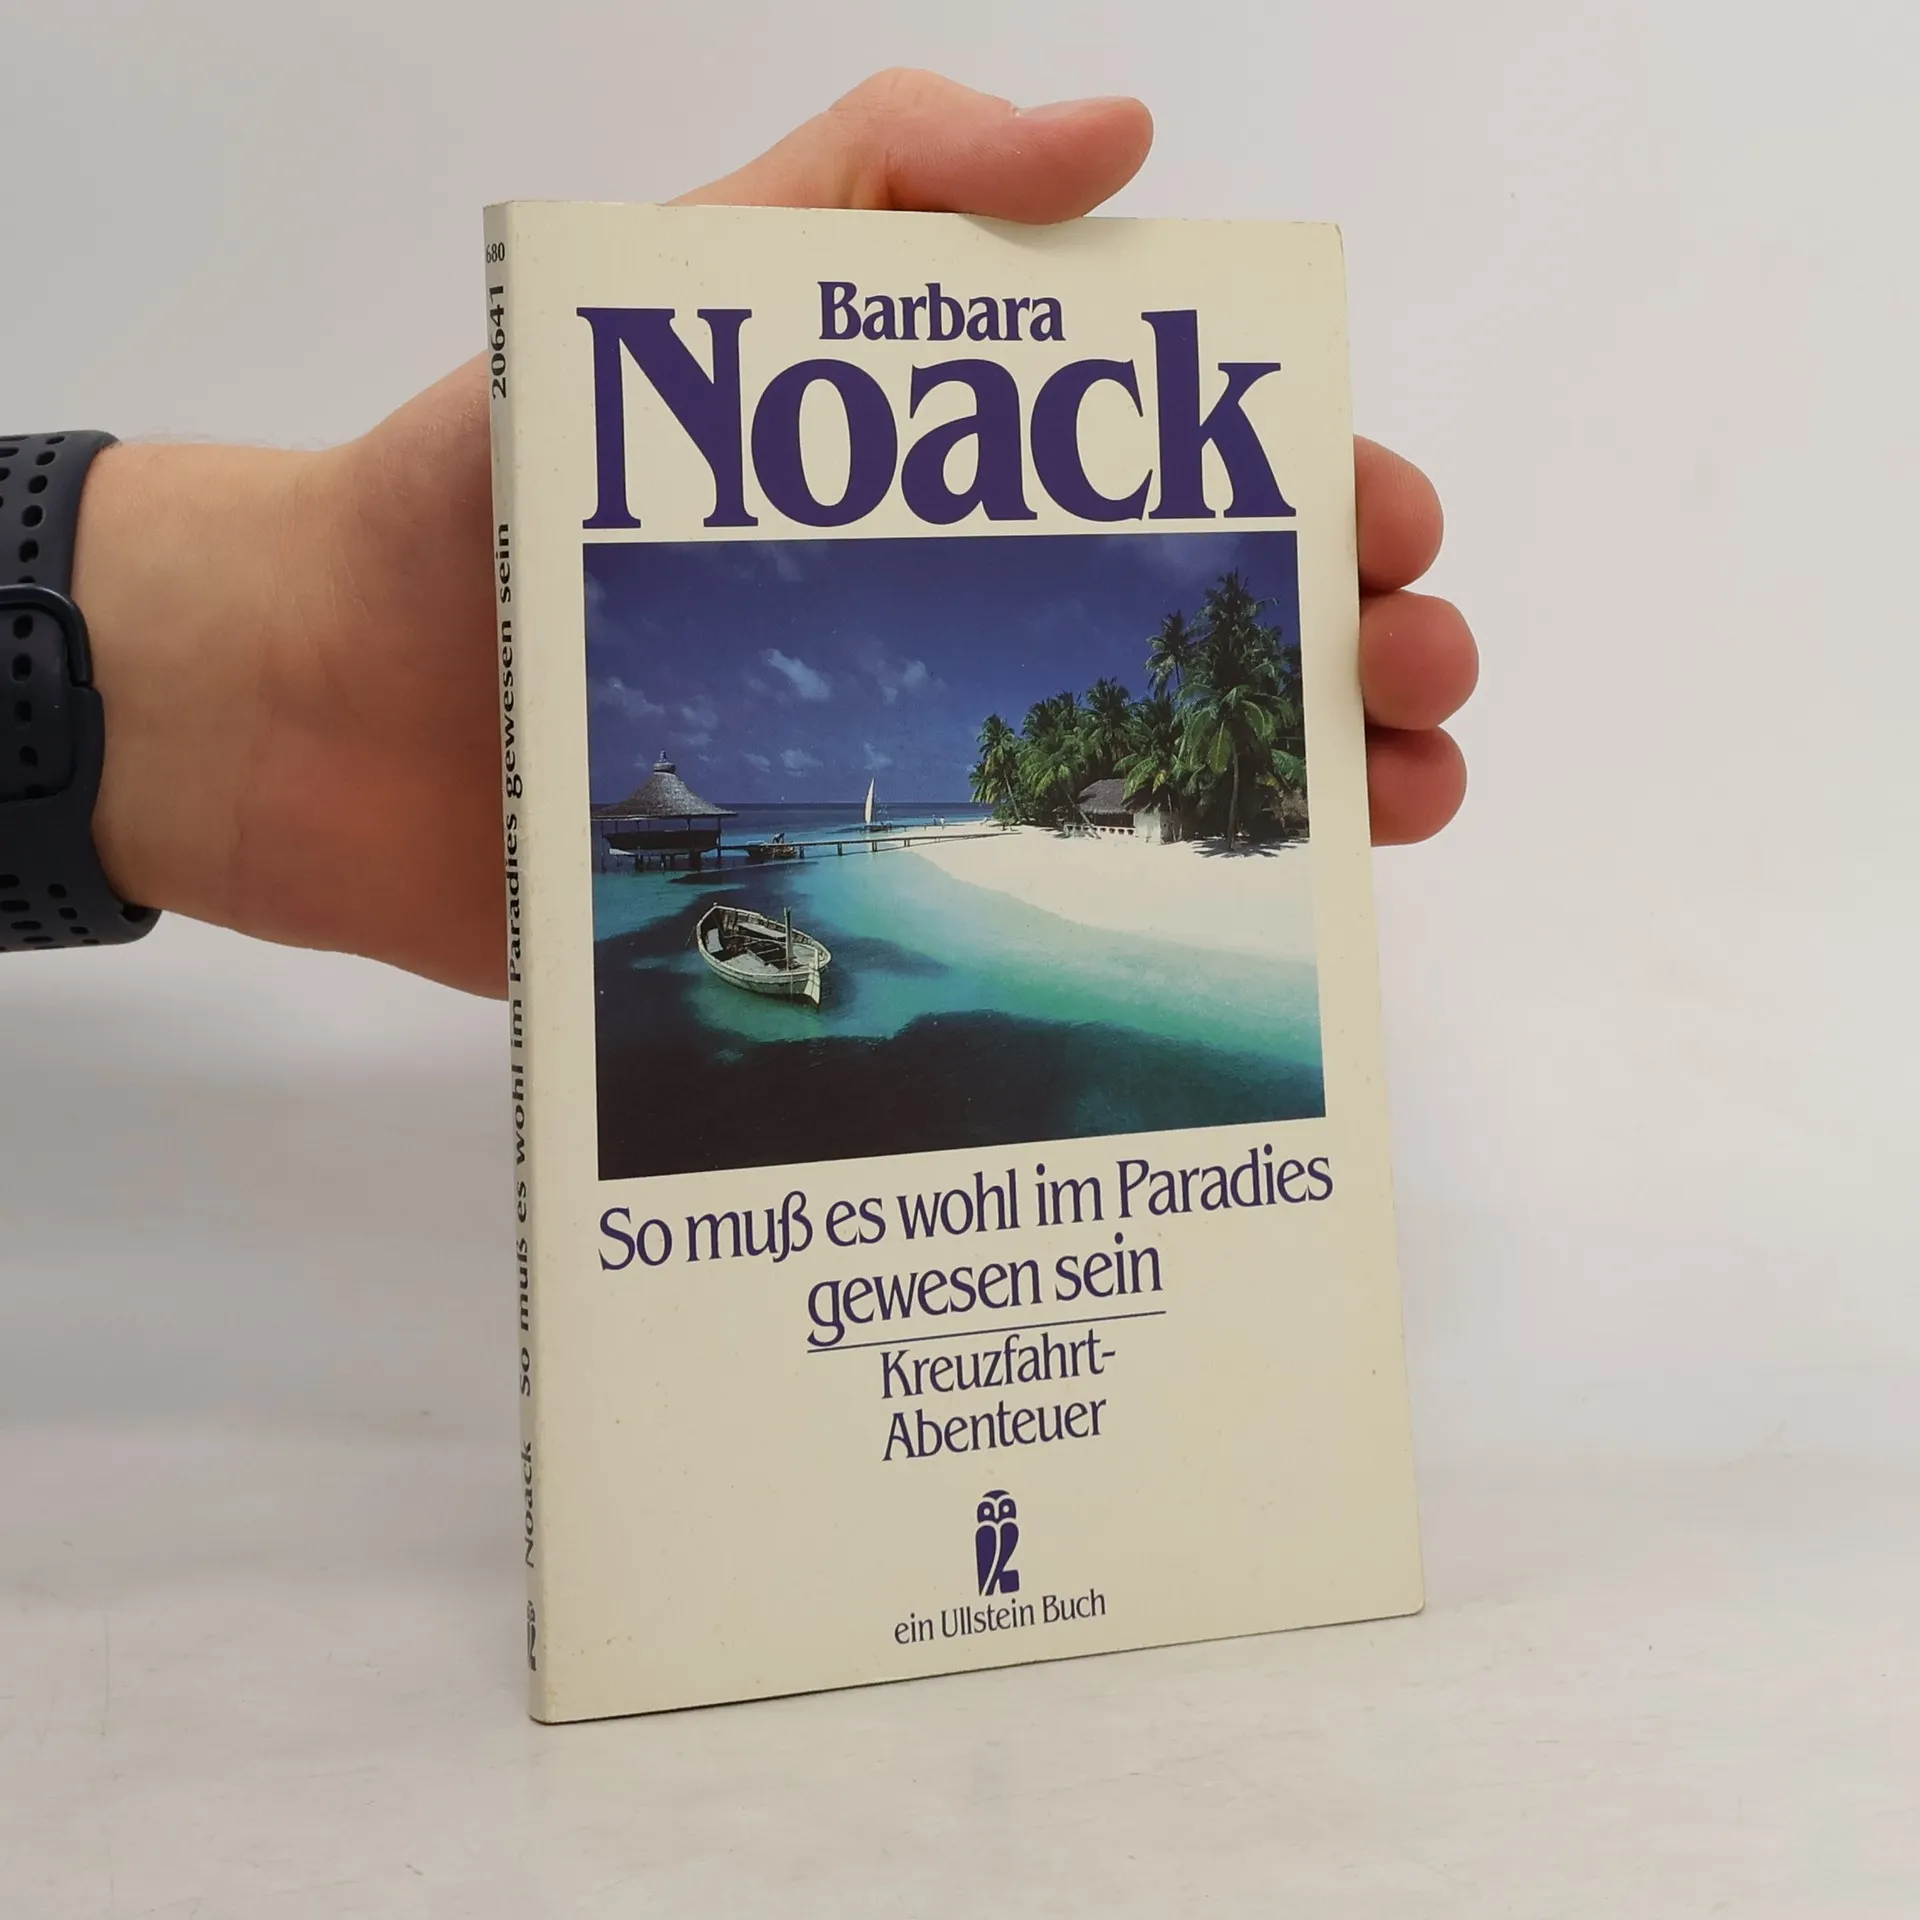 Barbara
Noack
So muß es wohl im Paradies
gewesen sein
Kreuzfahrt-
Abenteuer
ein Ullstein Buch
Noack So muß es wohl im Paradies gewesen sein 20641
680